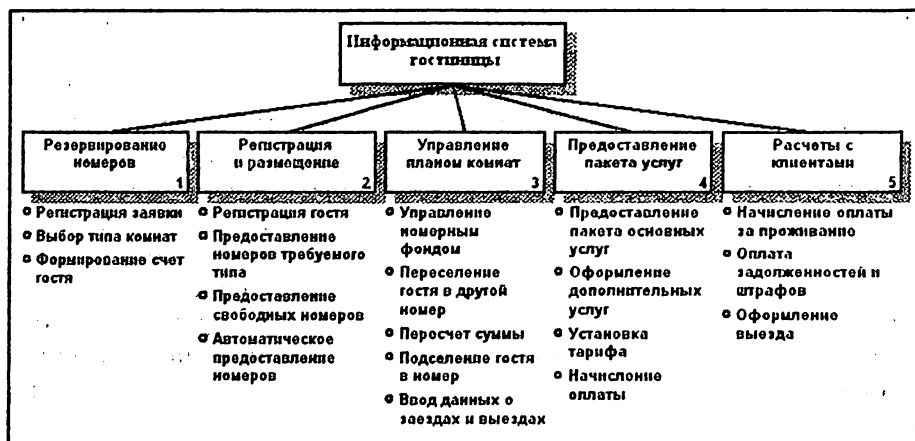 Информационная система
гостиницы
Резервирование
номеров
1
Регистрация
и размощение
2
Управление
планом комнат
3
Предоставление
пакета услуг
4
Расчеты с
клиентами
5
Регистрация заявки
Выбор типа комнат
Формирование счет
гостя
Регистрация гостя
Предоставление
номеров требуемого
типа
Предоставление
свободных номеров
Автоматическое
предоставление
номеров
Управление
номерным
фондом
Переселение
гостя в другой
номер
Пересчет суммы
Подселение гостя
в номер
Ввод данных о
заездах и выездах
Предоставление
пакета основных
услуг
Оформление
дополнительных
услуг
Установка
тарифа
Начисление
оплаты
Начисление оплаты
за проживание
Оплата
задолженностей и
штрафов
Оформление
выезда